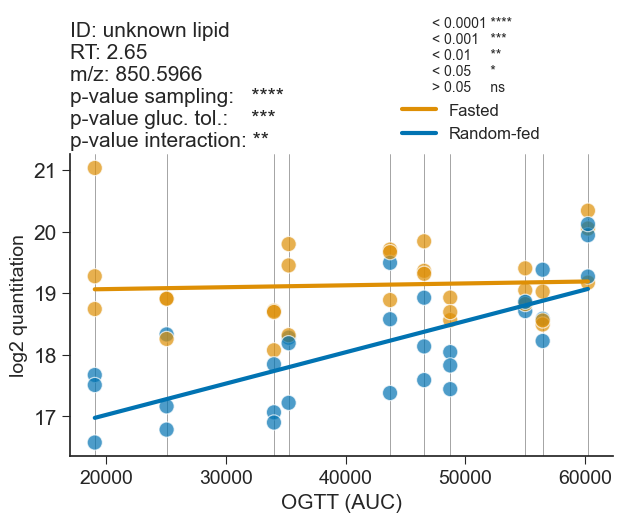 ID: unknown lipid
RT: 2.65
m/z: 850.5966
p-value sampling: ****
p-value gluc. tol.: ***
p-value interaction: **
< 0.0001 ****
< 0.001 ***
< 0.01 **
< 0.05 *
> 0.05 ns
Fasted
Random-fed
log2 quantitation
21
20
19
18
17
20000 30000 40000 50000 60000
OGTT (AUC)